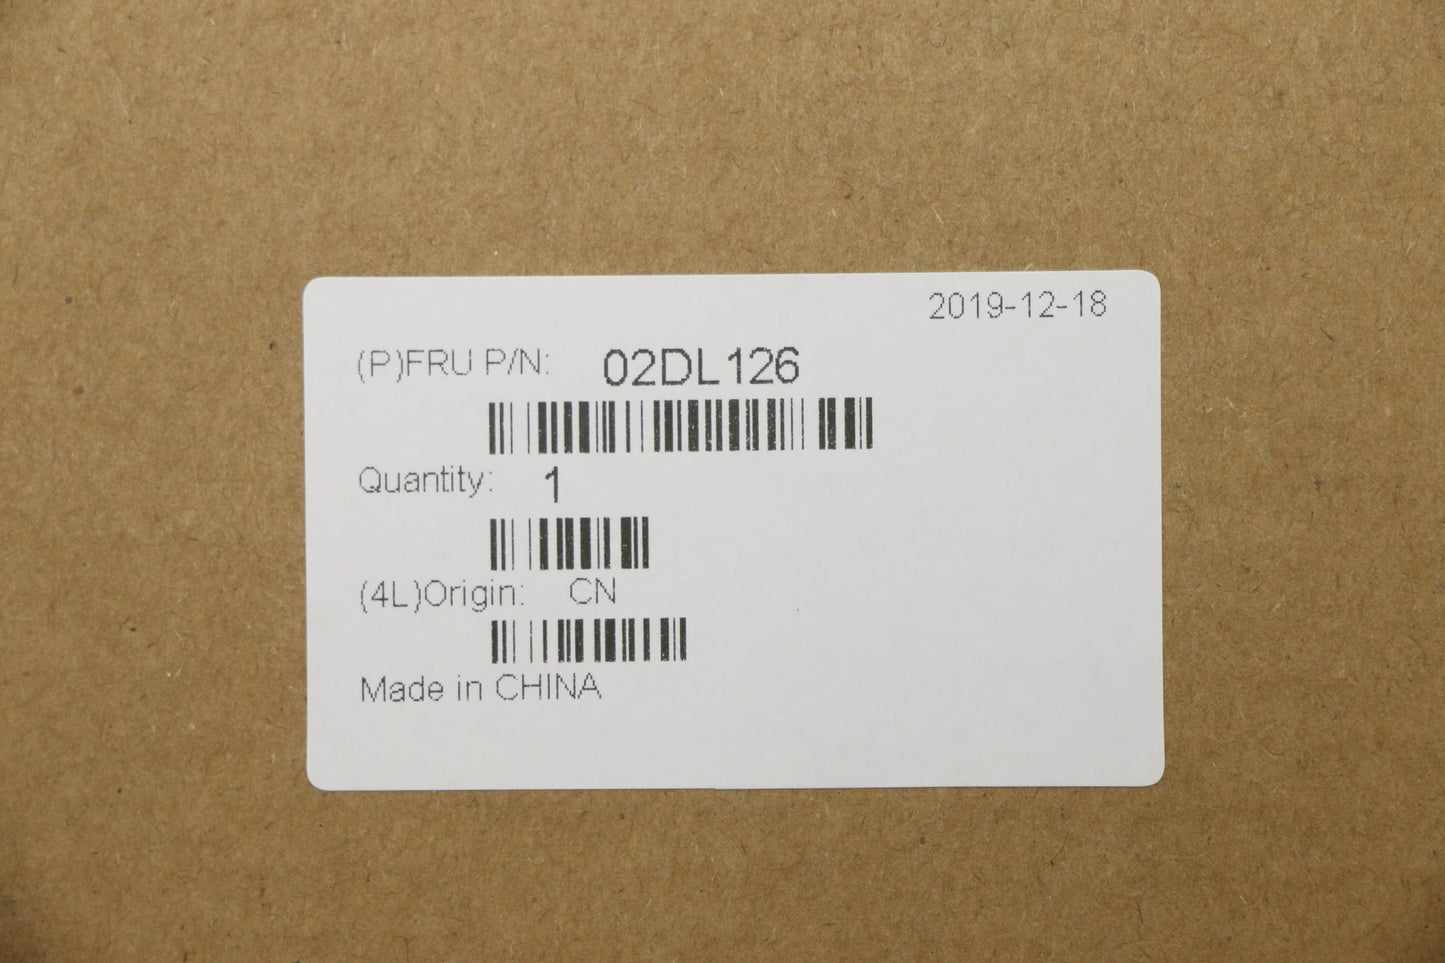 2019-12-18
(P)FRU P/N: 02DL126
Quantity: 1
(4L)Origin: CN
Made in CHINA